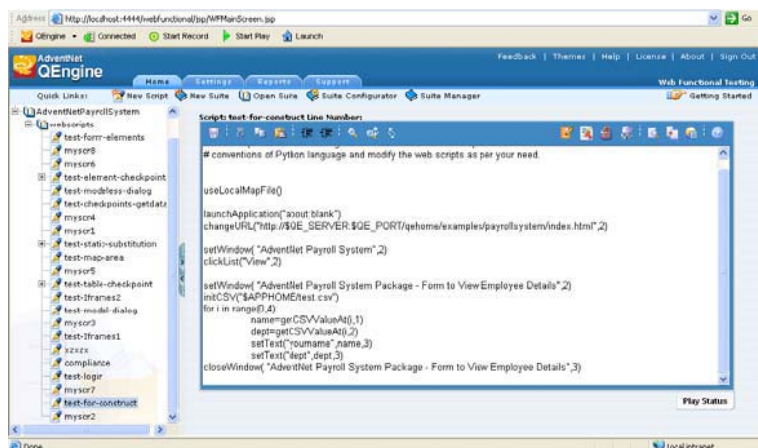 Address http://localhost:4444/webfunctional/jsp/WFMainScreen.jsp Go
QEngine Connected Start Record Start Play Launch
AdventNet
QEngine
Feedback | Themes | Help | License | About | Sign Out
Home Settings Reports Support
Web Functional Testing
Quick Links: New Script New Suite Open Suite Suite Configurator Suite Manager Getting Started
AdventNetPayrollSystem
webscripts
test-form-elements
myscr8
myscr6
test-element-checkpoint
test-modeless-dialog
test-checkpoints-getdata
myscr4
myscr1
test-static-substitution
test-map-area
myscr5
test-table-checkpoint
test-Iframes2
test-modal-dialog
myscr3
test-Iframes1
xzxzx
compliance
test-login
myscr7
test-for-construct
myscr2
Script: test-for-construct Line Number:
# conventions of Python language and modify the web scripts as per your need.
useLocalMapFile()
launchApplication("about:blank")
changeURL("http://$QE_SERVER:$QE_PORT/qehome/examples/payrollsystem/index.html",2)
setWindow( "AdventNet Payroll System",2)
clickList("View",2)
setWindow( "AdventNet Payroll System Package - Form to View Employee Details",2)
initCSV("$APPHOME/test.csv")
for i in range(0,4):
name=getCSVValueAt(i,1)
dept=getCSVValueAt(i,2)
setText("yourname",name,3)
setText("dept",dept,3)
closeWindow( "AdventNet Payroll System Package - Form to View Employee Details",3)
Play Status
Done Local intranet